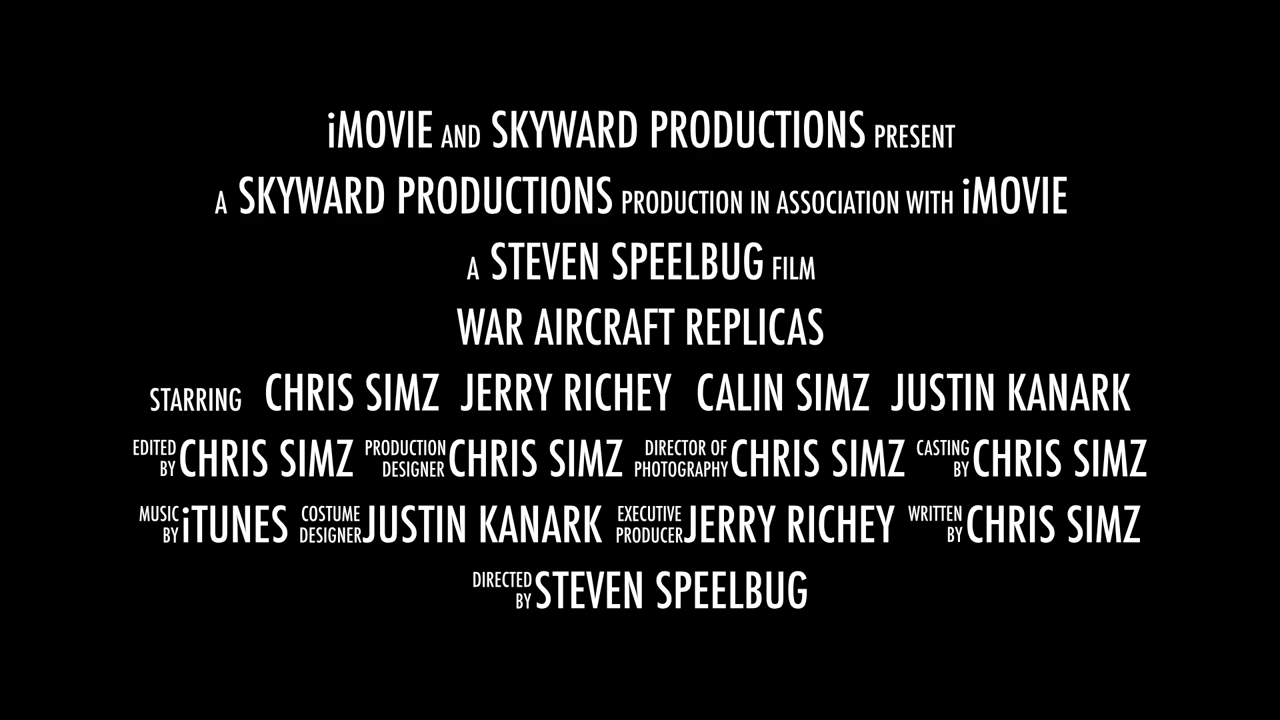 iMOVIE AND SKYWARD PRODUCTIONS PRESENT
A SKYWARD PRODUCTIONS PRODUCTION IN ASSOCIATION WITH iMOVIE
A STEVEN SPEELBUG FILM
WAR AIRCRAFT REPLICAS
STARRING CHRIS SIMZ JERRY RICHEY CALIN SIMZ JUSTIN KANARK
EDITED BY CHRIS SIMZ PRODUCTION DESIGNER CHRIS SIMZ DIRECTOR OF PHOTOGRAPHY CHRIS SIMZ CASTING BY CHRIS SIMZ
MUSIC BY iTUNES COSTUME DESIGNER JUSTIN KANARK EXECUTIVE PRODUCER JERRY RICHEY WRITTEN BY CHRIS SIMZ
DIRECTED BY STEVEN SPEELBUG